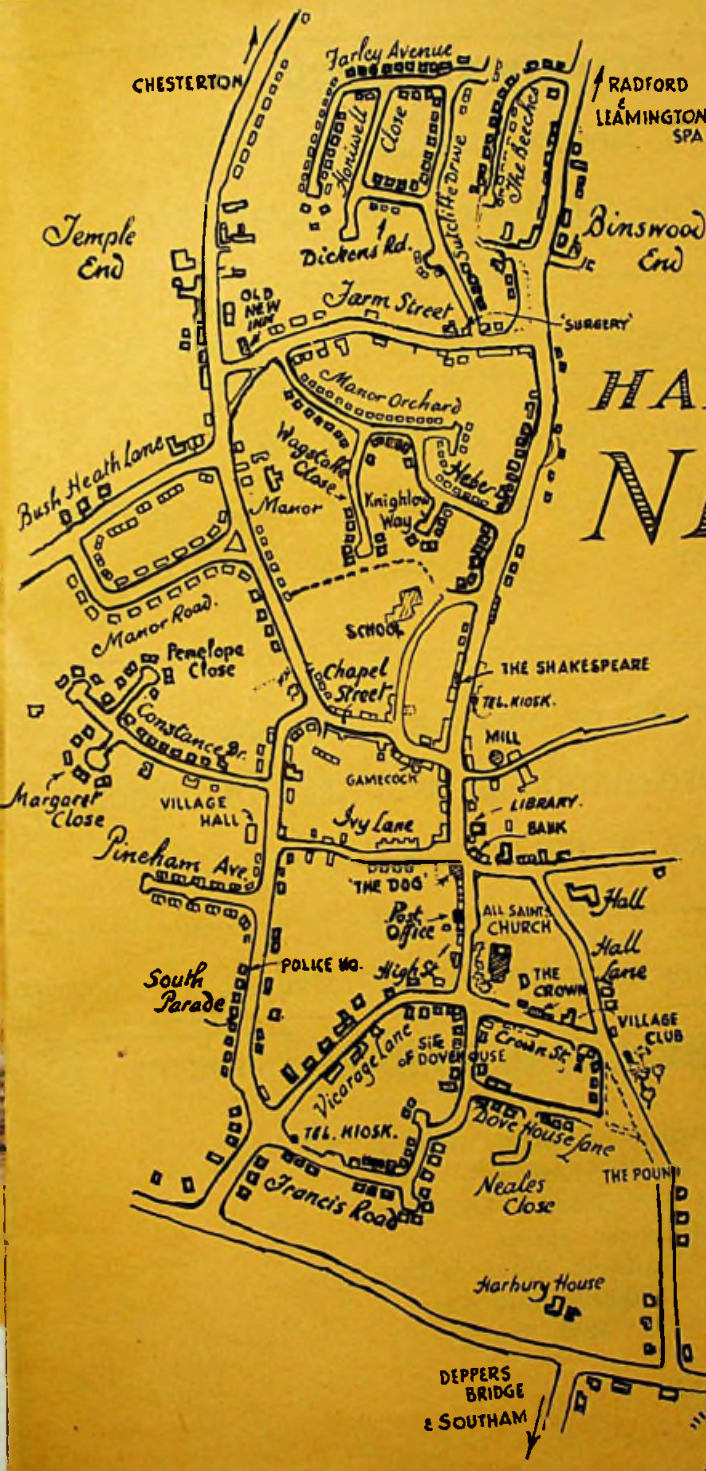 CHESTERTON
Farley Avenue
RADFORD
&
LEAMINGTON
SPA
Honiwell
Close
Sutcliffe Drive
The Beeches
Temple
End
Dickens Rd.
Binswood
End
OLD
NEW
INN
Farm Street
'SURGERY'
Manor Orchard
Bush Heath Lane
Wagstaffe
Close
Manor
Knightlow
Way
Heber
SCHOOL
Manor Road.
Penelope
Close
Chapel
Street
THE SHAKESPEARE
TEL. KIOSK.
Constance Dr.
MILL
GAMECOCK
Margaret
Close
VILLAGE
HALL
Ivy Lane
LIBRARY.
BANK
Pineham Ave.
'THE DOG'
Post
Office
ALL SAINTS
CHURCH
Hall
POLICE HO.
High St.
THE
CROWN
Hall
Lane
South
Parade
VILLAGE
CLUB
Vicarage Lane
Site
of DOVEHOUSE
Crown St.
Dove House Lane
TEL. KIOSK.
Francis Road
Neales
Close
THE POUN
Harbury House
DEPPERS
BRIDGE
& SOUTHAM
HA
N